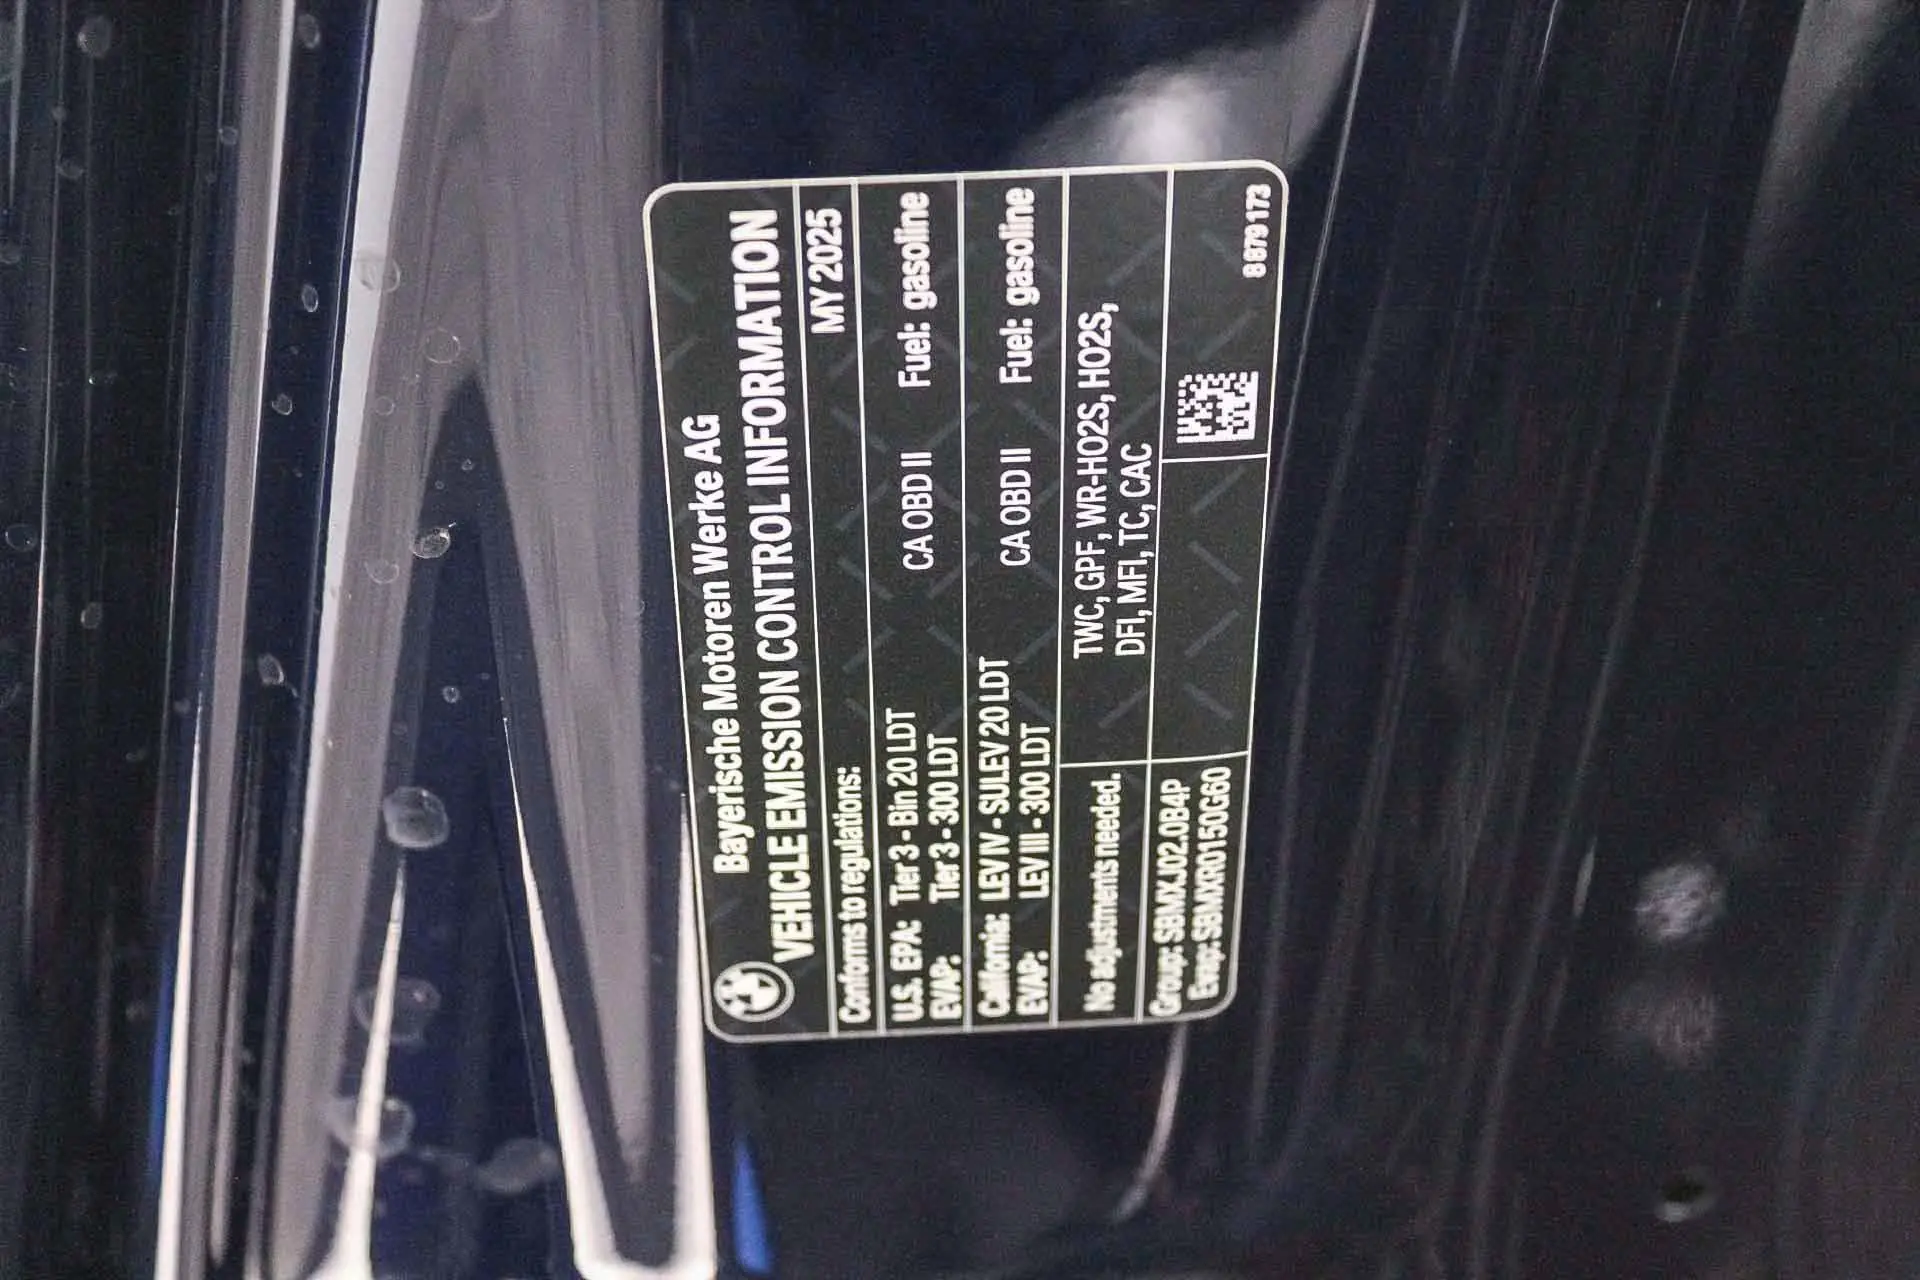 Bayerische Motoren Werke AG
VEHICLE EMISSION CONTROL INFORMATION
MY 2025
Conforms to regulations:
U.S. EPA: Tier 3 - Bin 20 LDT CA OBD II Fuel: gasoline
EVAP: Tier 3 - 300 LDT
California: LEV IV - SULEV 20 LDT CA OBD II Fuel: gasoline
EVAP: LEV III - 300 LDT
No adjustments needed. TWC, GPF, WR-HO2S, HO2S,
DFI, MFI, TC, CAC
Group: SBMXJ02.0B4P
Evap: SBMXR0150G60
8 879 173